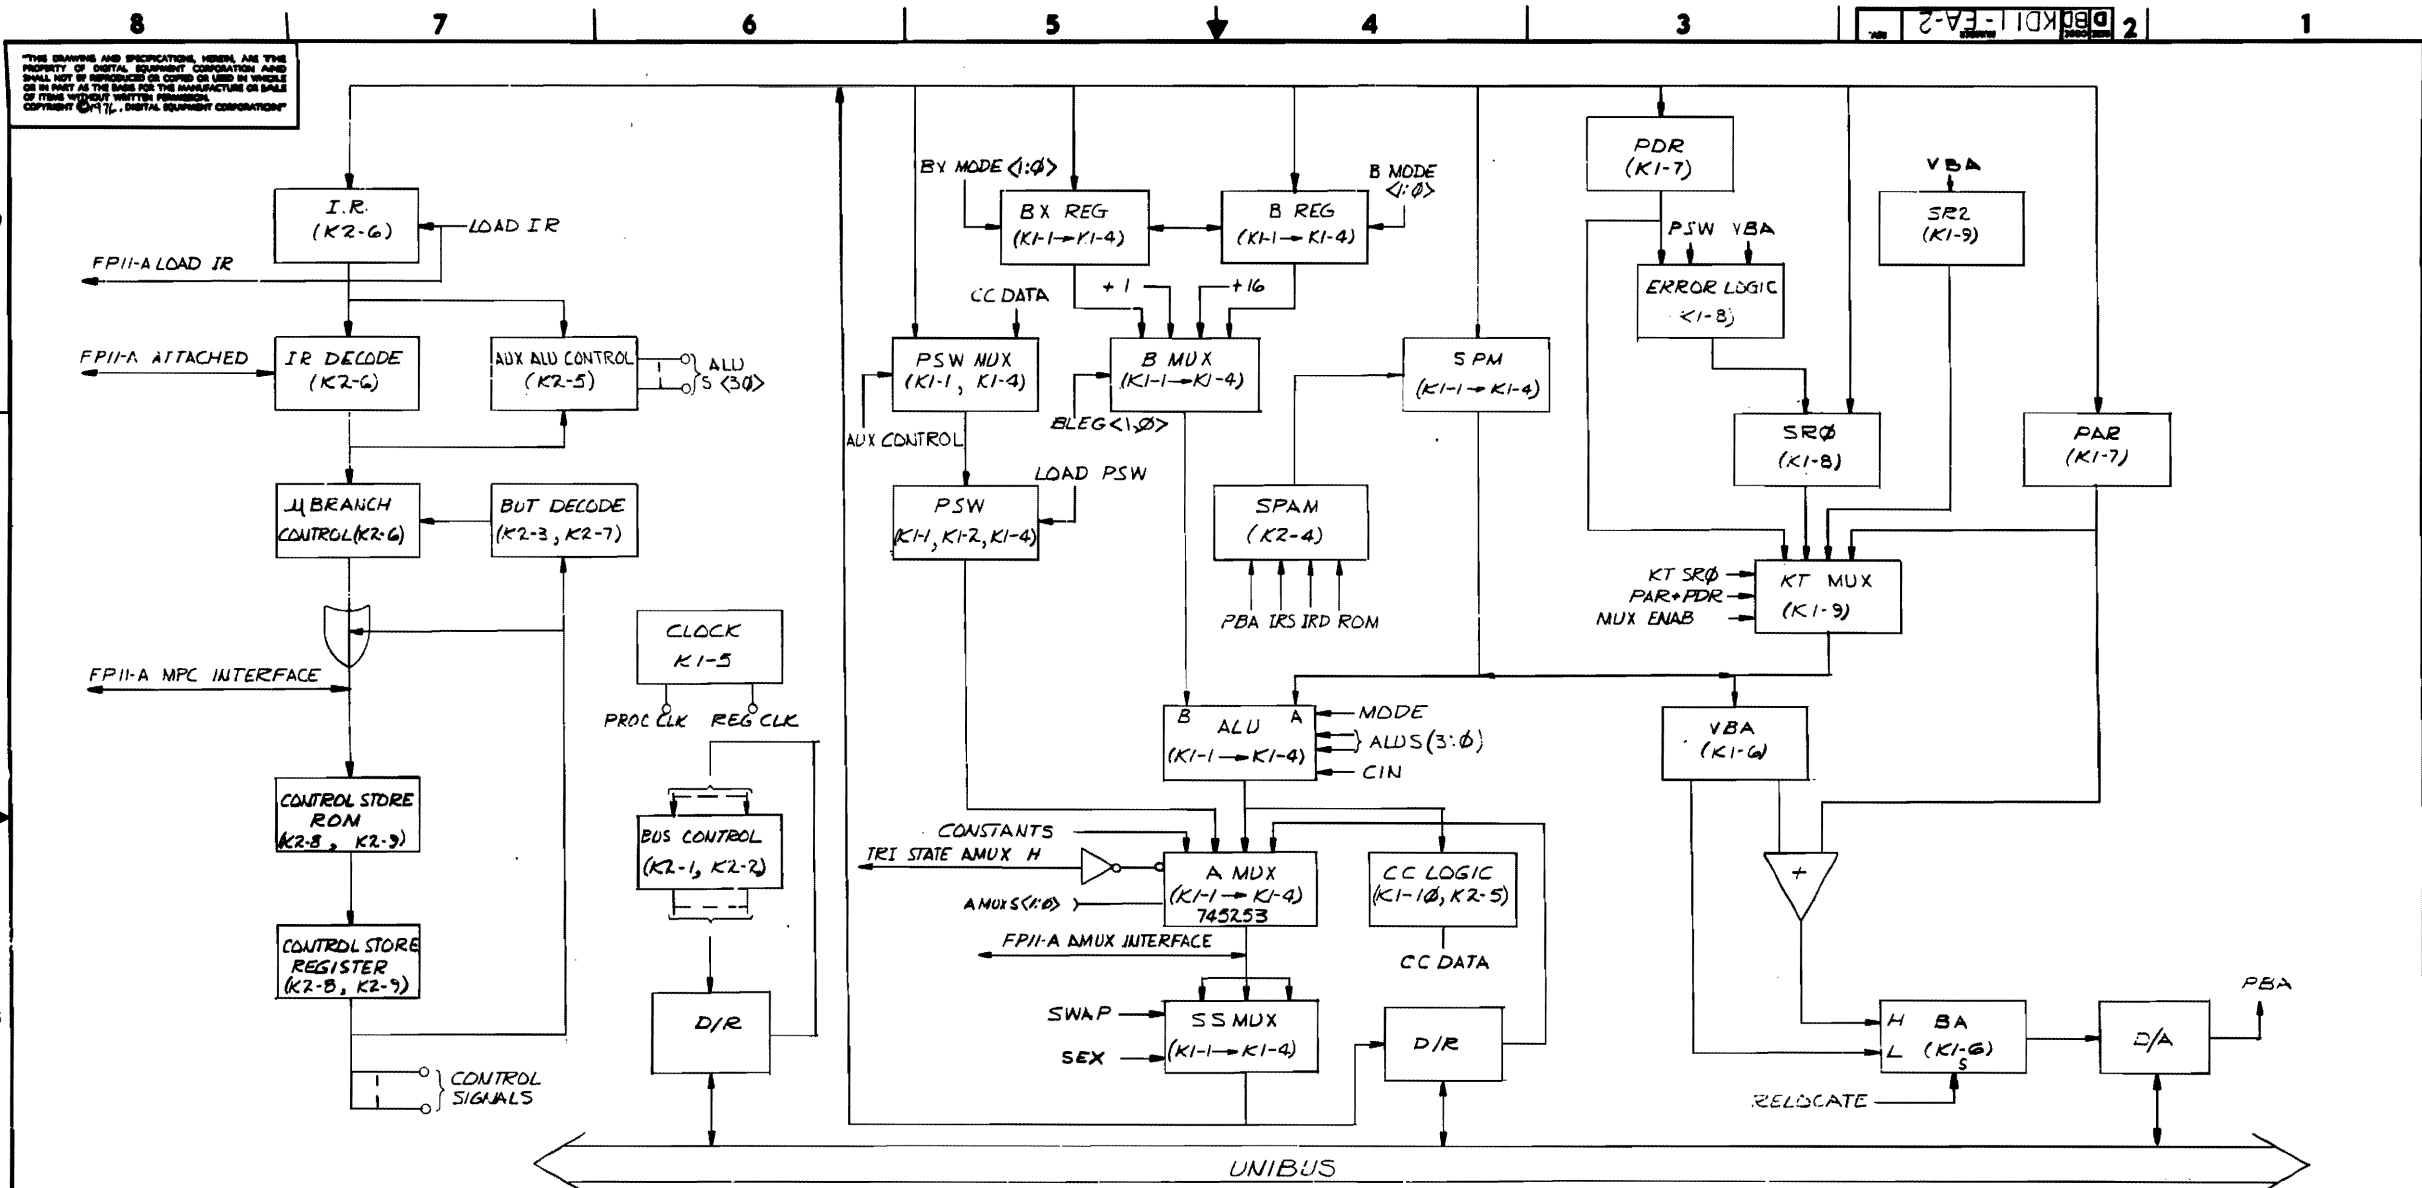 8 7 6 5 4 3 2 1
REV.
NUMBER
KD11-EA-2
SIZE CODE
D BD
"THIS DRAWING AND SPECIFICATIONS, HEREIN, ARE THE
PROPERTY OF DIGITAL EQUIPMENT CORPORATION AND
SHALL NOT BE REPRODUCED OR COPIED OR USED IN WHOLE
OR IN PART AS THE BASIS FOR THE MANUFACTURE OR SALE
OF ITEMS WITHOUT WRITTEN PERMISSION.
COPYRIGHT © 1976, DIGITAL EQUIPMENT CORPORATION"
I.R.
(K2-6)
LOAD IR
FP11-A LOAD IR
FP11-A ATTACHED
IR DECODE
(K2-6)
AUX ALU CONTROL
(K2-5)
ALU
S <30>
µBRANCH
CONTROL(K2-6)
BUT DECODE
(K2-3, K2-7)
FP11-A MPC INTERFACE
CONTROL STORE
ROM
(K2-8, K2-9)
CONTROL STORE
REGISTER
(K2-8, K2-9)
CONTROL
SIGNALS
CLOCK
K1-5
PROC CLK
REG CLK
BUS CONTROL
(K2-1, K2-2)
D/R
BX MODE <1:Ø>
BX REG
(K1-1→K1-4)
B MODE
<1:Ø>
B REG
(K1-1→K1-4)
CC DATA
+1
+16
PSW MUX
(K1-1, K1-4)
AUX CONTROL
B MUX
(K1-1→K1-4)
BLEG<1,Ø>
SPM
(K1-1→K1-4)
LOAD PSW
PSW
(K1-1, K1-2, K1-4)
SPAM
(K2-4)
PBA IRS IRD ROM
B A
ALU
(K1-1→K1-4)
MODE
ALUS(3:Ø)
CIN
CONSTANTS
TRI STATE AMUX H
AMUXS<1:Ø>
A MUX
(K1-1→K1-4)
74S253
CC LOGIC
(K1-1Ø, K2-5)
CC DATA
FP11-A AMUX INTERFACE
SWAP
SEX
SS MUX
(K1-1→K1-4)
D/R
PDR
(K1-7)
PSW VBA
ERROR LOGIC
K1-8)
VBA
SR2
(K1-9)
SRØ
(K1-8)
PAR
(K1-7)
KT SRØ
PAR+PDR
MUX ENAB
KT MUX
(K1-9)
VBA
(K1-6)
+
H BA
L (K1-6)
S
RELOCATE
D/A
PBA
UNIBUS